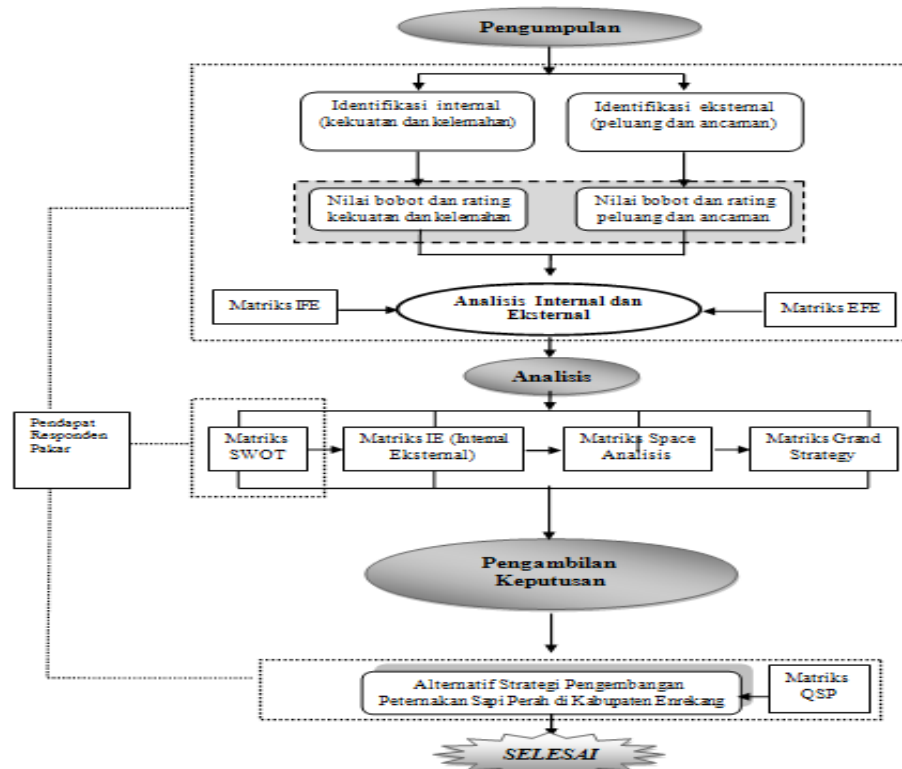 Pengumpulan
Identifikasi internal
(kekuatan dan kelemahan)
Identifikasi eksternal
(peluang dan ancaman)
Nilai bobot dan rating
kekuatan dan kelemahan
Nilai bobot dan rating
peluang dan ancaman
Matriks IFE
Analisis Internal dan
Eksternal
Matriks EFE
Analisis
Pendapat
Responden
Pakar
Matriks
SWOT
Matriks IE (Internal
Eksternal)
Matriks Space
Analisis
Matriks Grand
Strategy
Pengambilan
Keputusan
Alternatif Strategi Pengembangan
Peternakan Sapi Perah di Kabupaten Enrekang
Matriks
QSP
SELESAI